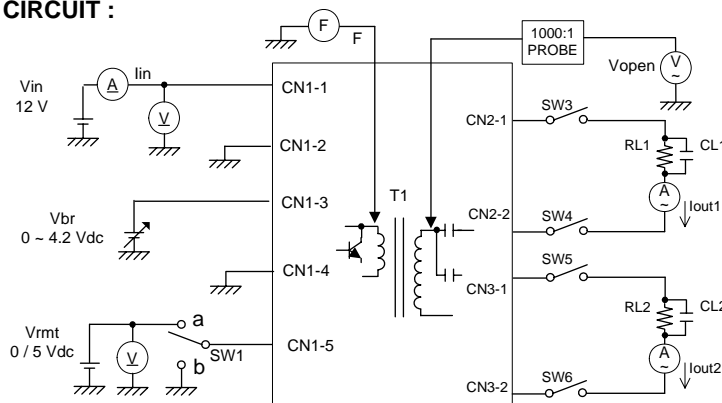 CIRCUIT :
F
F
1000:1
PROBE
Vopen
V
~
Vin
12 V
A
Iin
V
CN1-1
CN1-2
CN1-3
CN1-4
CN1-5
Vbr
0 ~ 4.2 Vdc
Vrmt
0 / 5 Vdc
V
a
b
SW1
T1
CN2-1
CN2-2
CN3-1
CN3-2
SW3
SW4
SW5
SW6
RL1
CL1
A
~
Iout1
RL2
CL2
A
~
Iout2